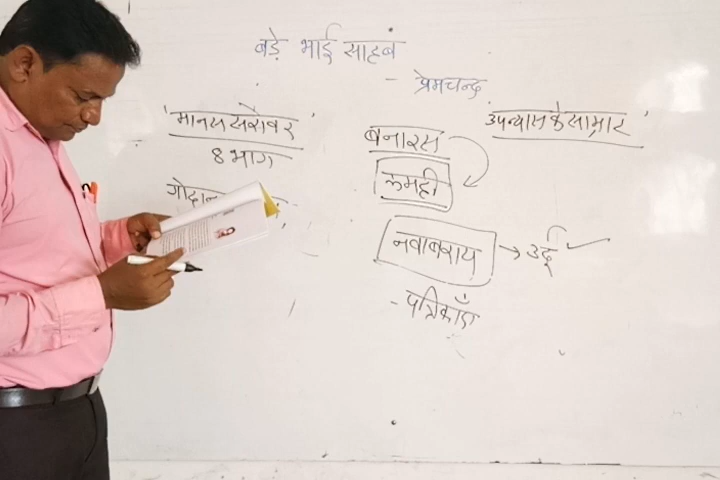 बड़े भाई साहब
- प्रेमचन्द
'मानसरोवर'
8 भाग
गोदान
बनारस
लमही
नवाबराय → उर्दू ✓
- पत्रिकाएँ
'उपन्यास के सम्राट'